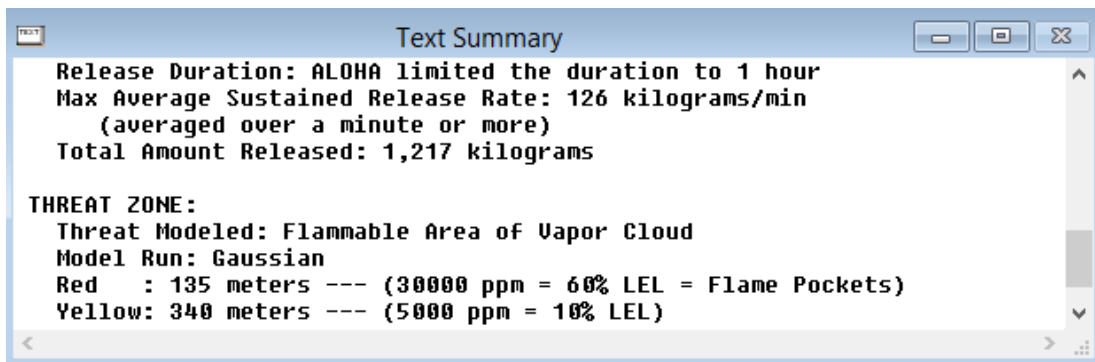 TEXT
Text Summary
Release Duration: ALOHA limited the duration to 1 hour
Max Average Sustained Release Rate: 126 kilograms/min
(averaged over a minute or more)
Total Amount Released: 1,217 kilograms
THREAT ZONE:
Threat Modeled: Flammable Area of Vapor Cloud
Model Run: Gaussian
Red   : 135 meters --- (30000 ppm = 60% LEL = Flame Pockets)
Yellow: 340 meters --- (5000 ppm = 10% LEL)